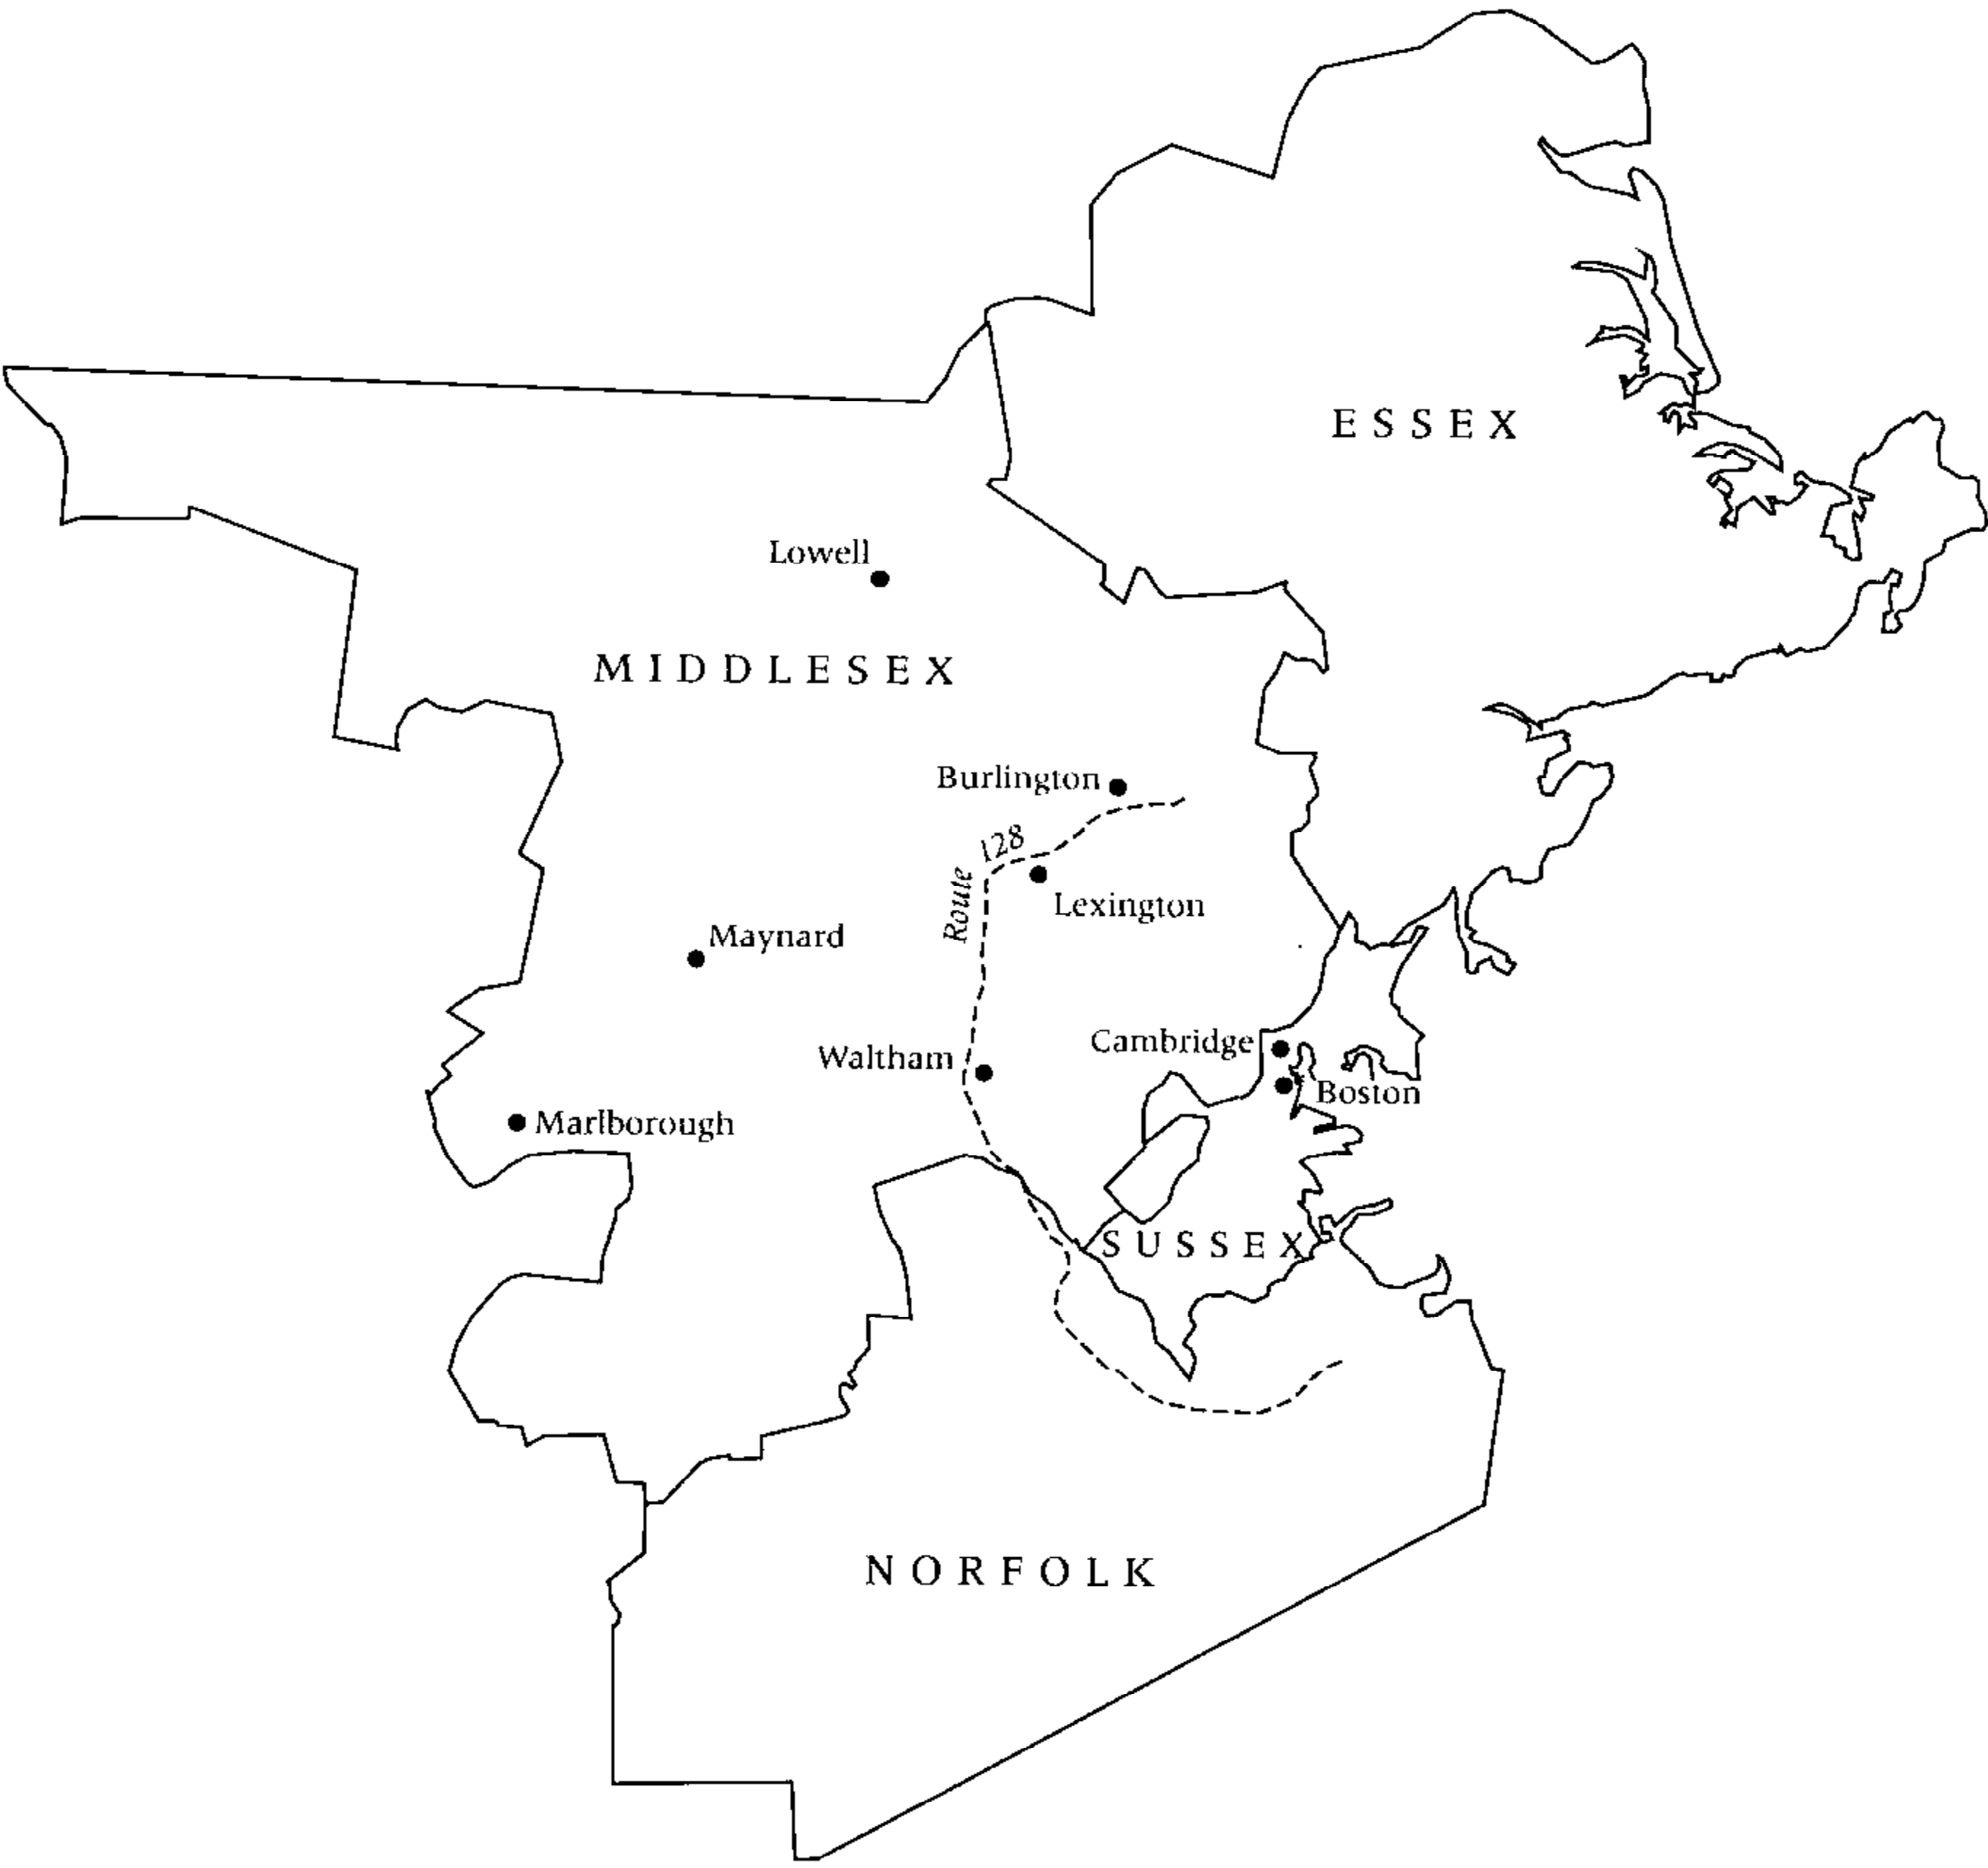 ESSEX
Lowell
MIDDLESEX
Burlington
Route 128
Lexington
Maynard
Cambridge
Waltham
Boston
Marlborough
SUSSEX
NORFOLK